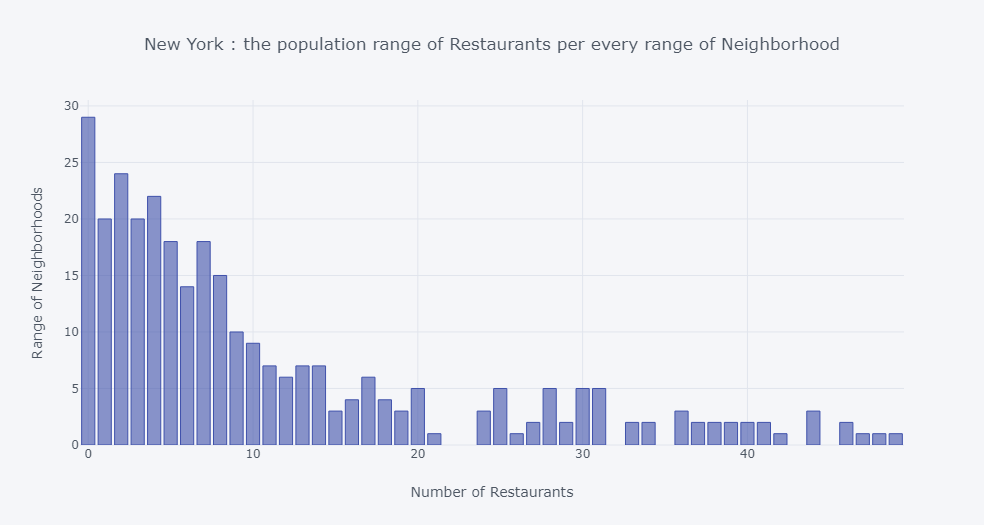 New York : the population range of Restaurants per every range of Neighborhood
30
25
20
15
10
5
0
Range of Neighborhoods
0 10 20 30 40
Number of Restaurants